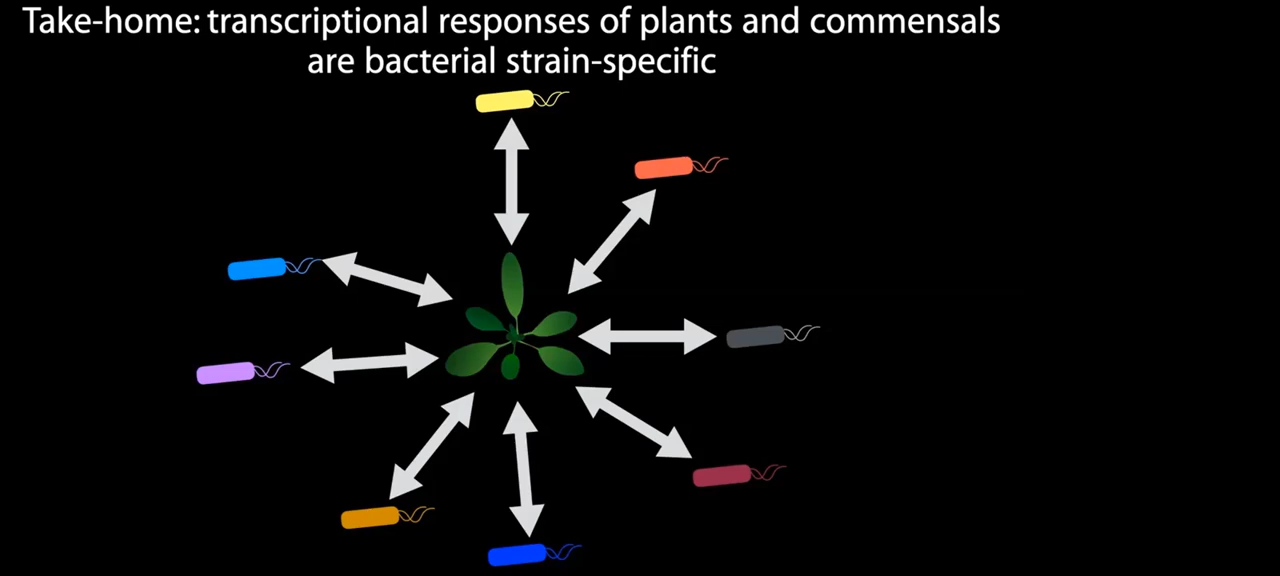 Take-home: transcriptional responses of plants and commensals
are bacterial strain-specific